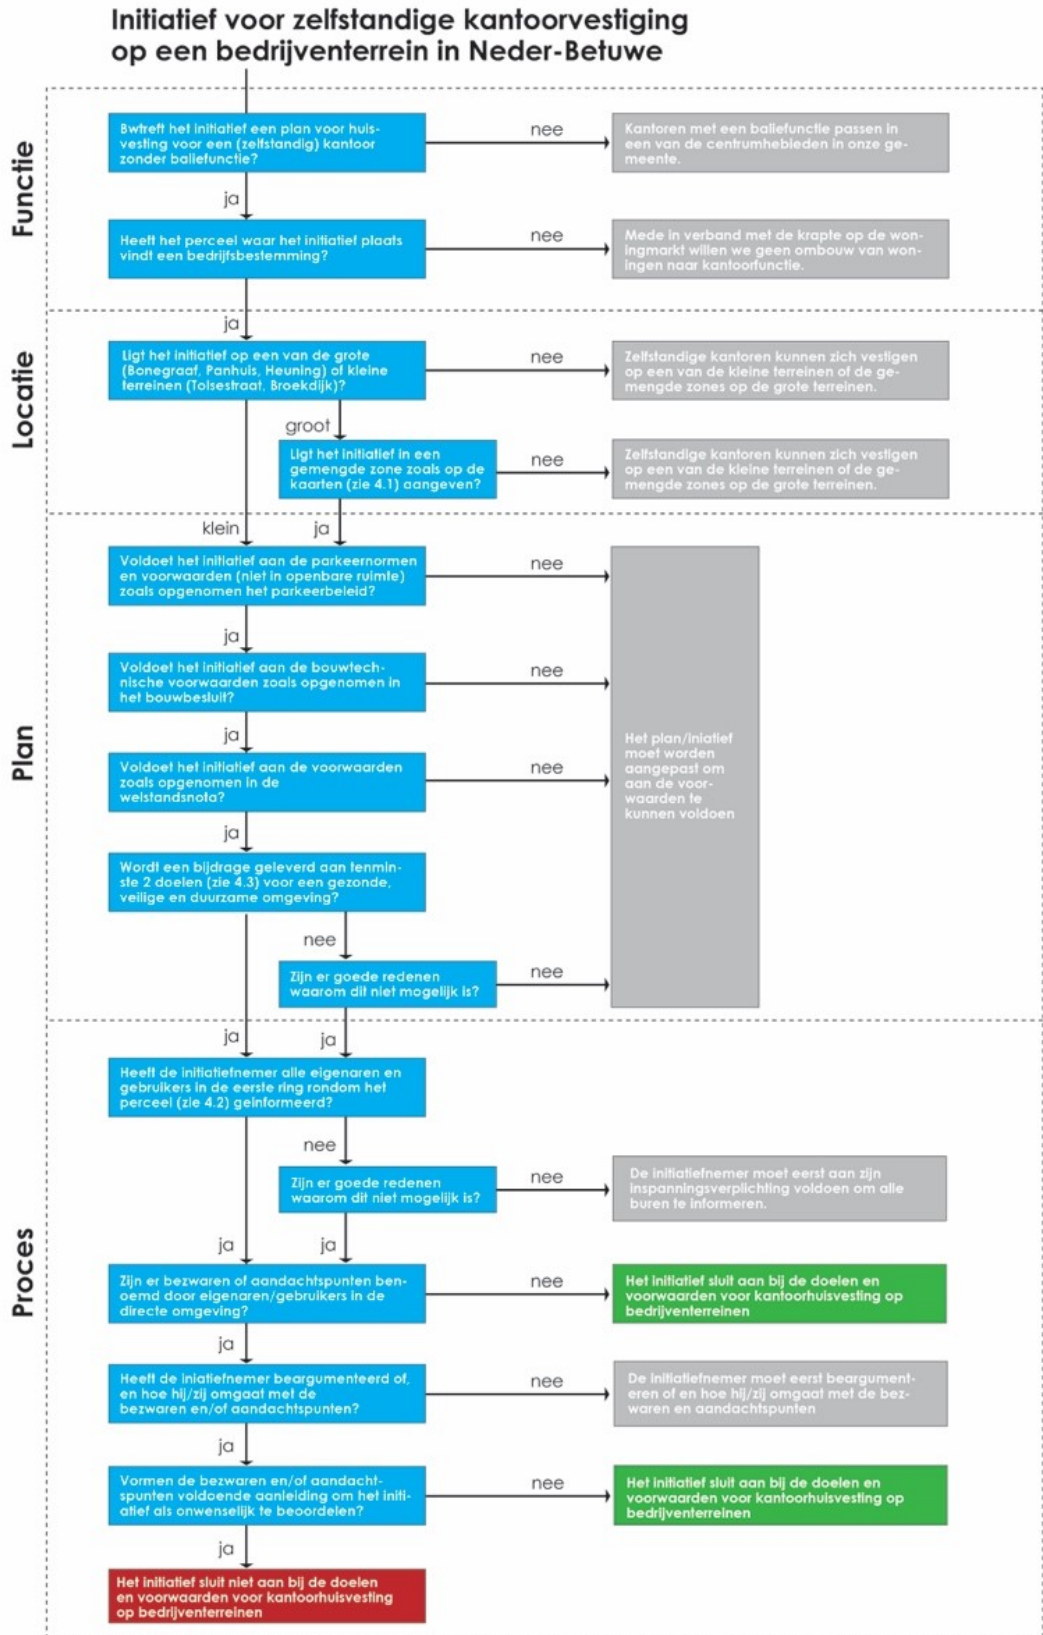 Initiatief voor zelfstandige kantoorvestiging
op een bedrijventerrein in Neder-Betuwe
Functie
Bwtreft het initiatief een plan voor huis-
vesting voor een (zelfstandig) kantoor
zonder baliefunctie?
nee
Kantoren met een baliefunctie passen in
een van de centrumhebieden in onze ge-
meente.
ja
Heeft het perceel waar het initiatief plaats
vindt een bedrijfsbestemming?
nee
Mede in verband met de krapte op de won-
ingmarkt willen we geen ombouw van won-
ingen naar kantoorfunctie.
ja
Locatie
Ligt het initiatief op een van de grote
(Bonegraaf, Panhuis, Heuning) of kleine
terreinen (Tolsestraat, Broekdijk)?
nee
Zelfstandige kantoren kunnen zich vestigen
op een van de kleine terreinen of de ge-
mengde zones op de grote terreinen.
groot
Ligt het initiatief in een
gemengde zone zoals op de
kaarten (zie 4.1) aangeven?
nee
Zelfstandige kantoren kunnen zich vestigen
op een van de kleine terreinen of de ge-
mengde zones op de grote terreinen.
klein
ja
Plan
Voldoet het initiatief aan de parkeernormen
en voorwaarden (niet in openbare ruimte)
zoals opgenomen het parkeerbeleid?
nee
ja
Voldoet het initiatief aan de bouwtech-
nische voorwaarden zoals opgenomen in
het bouwbesluit?
nee
ja
Voldoet het initiatief aan de voorwaarden
zoals opgenomen in de
welstandsnota?
nee
Het plan/iniatief
moet worden
aangepast om
aan de voor-
waarden te
kunnen voldoen
ja
Wordt een bijdrage geleverd aan tenmin-
ste 2 doelen (zie 4.3) voor een gezonde,
veilige en duurzame omgeving?
nee
Zijn er goede redenen
waarom dit niet mogelijk is?
nee
ja
ja
Proces
Heeft de initiatiefnemer alle eigenaren en
gebruikers in de eerste ring rondom het
perceel (zie 4.2) geinformeerd?
nee
Zijn er goede redenen
waarom dit niet mogelijk is?
nee
De initiatiefnemer moet eerst aan zijn
inspanningsverplichting voldoen om alle
buren te informeren.
ja
ja
Zijn er bezwaren of aandachtspunten ben-
oemd door eigenaren/gebruikers in de
directe omgeving?
nee
Het initiatief sluit aan bij de doelen en
voorwaarden voor kantoorhuisvesting op
bedrijventerreinen
ja
Heeft de iniatiefnemer beargumenteerd of,
en hoe hij/zij omgaat met de
bezwaren en/of aandachtspunten?
nee
De initiatiefnemer moet eerst beargument-
eren of en hoe hij/zij omgaat met de bez-
waren en aandachtspunten
ja
Vormen de bezwaren en/of aandacht-
spunten voldoende aanleiding om het initi-
atief als onwenselijk te beoordelen?
nee
Het initiatief sluit aan bij de doelen en
voorwaarden voor kantoorhuisvesting op
bedrijventerreinen
ja
Het initiatief sluit niet aan bij de doelen
en voorwaarden voor kantoorhuisvesting
op bedrijventerreinen